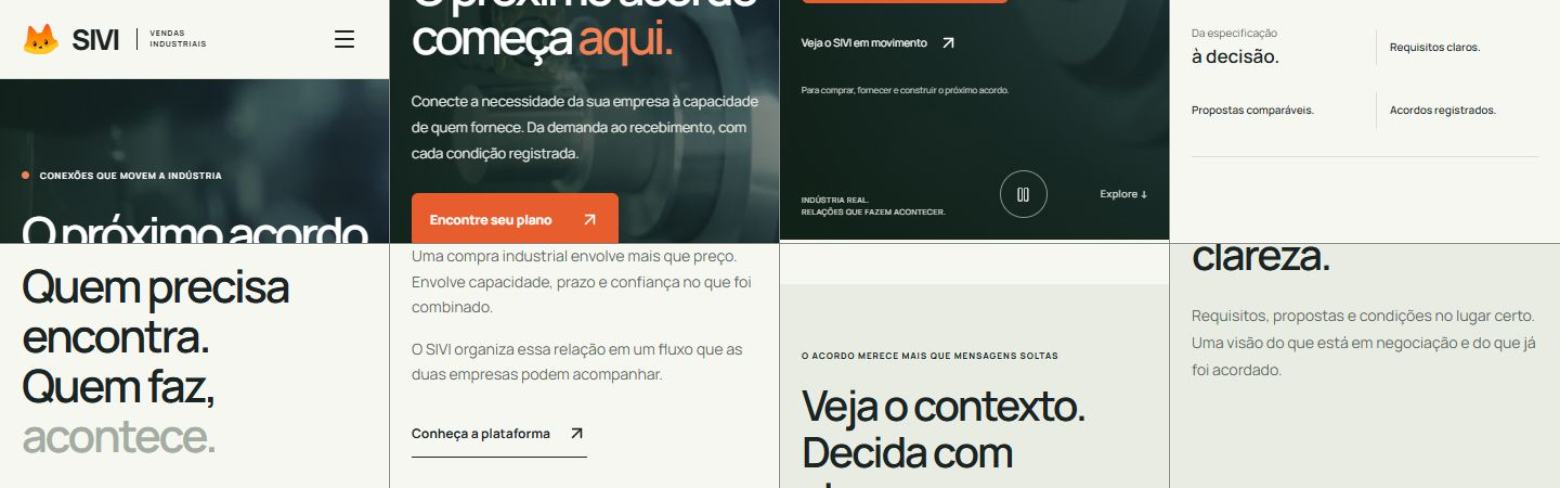 SIVI
VENDAS
INDUSTRIAIS
CONEXÕES QUE MOVEM A INDÚSTRIA
O próximo acordo
O próximo acordo
começa aqui.
Conecte a necessidade da sua empresa à capacidade
de quem fornece. Da demanda ao recebimento, com
cada condição registrada.
Encontre seu plano
Veja o SIVI em movimento
Para comprar, fornecer e construir o próximo acordo.
INDÚSTRIA REAL.
RELAÇÕES QUE FAZEM ACONTECER.
Explore ↓
Da especificação
à decisão.
Requisitos claros.
Propostas comparáveis.
Acordos registrados.
Quem precisa
encontra.
Quem faz,
acontece.
Uma compra industrial envolve mais que preço.
Envolve capacidade, prazo e confiança no que foi
combinado.
O SIVI organiza essa relação em um fluxo que as
duas empresas podem acompanhar.
Conheça a plataforma
O ACORDO MERECE MAIS QUE MENSAGENS SOLTAS
Veja o contexto.
Decida com
clareza.
Requisitos, propostas e condições no lugar certo.
Uma visão do que está em negociação e do que já
foi acordado.